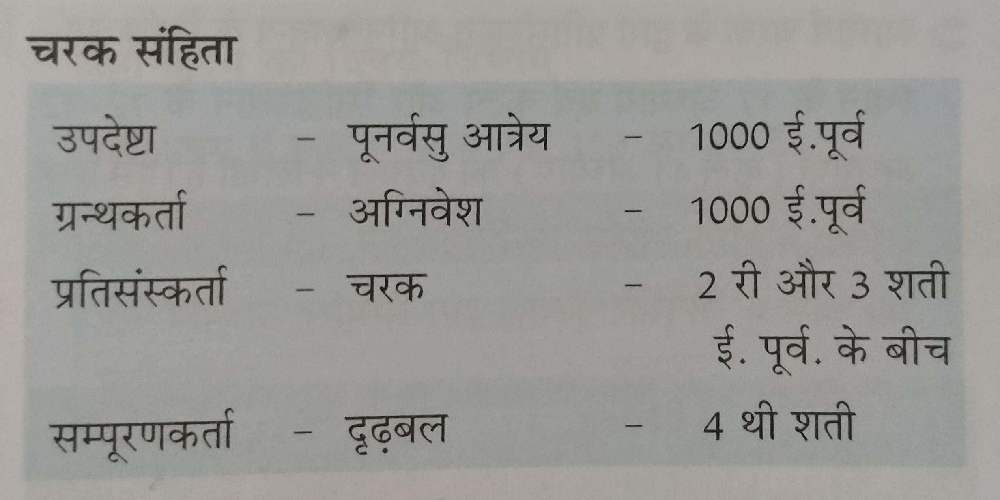 चरक संहिता
उपदेष्टा - पूनर्वसु आत्रेय - 1000 ई.पूर्व
ग्रन्थकर्ता - अग्निवेश - 1000 ई.पूर्व
प्रतिसंस्कर्ता - चरक - 2 री और 3 शती
ई. पूर्व. के बीच
सम्पूरणकर्ता - दृढ़बल - 4 थी शती